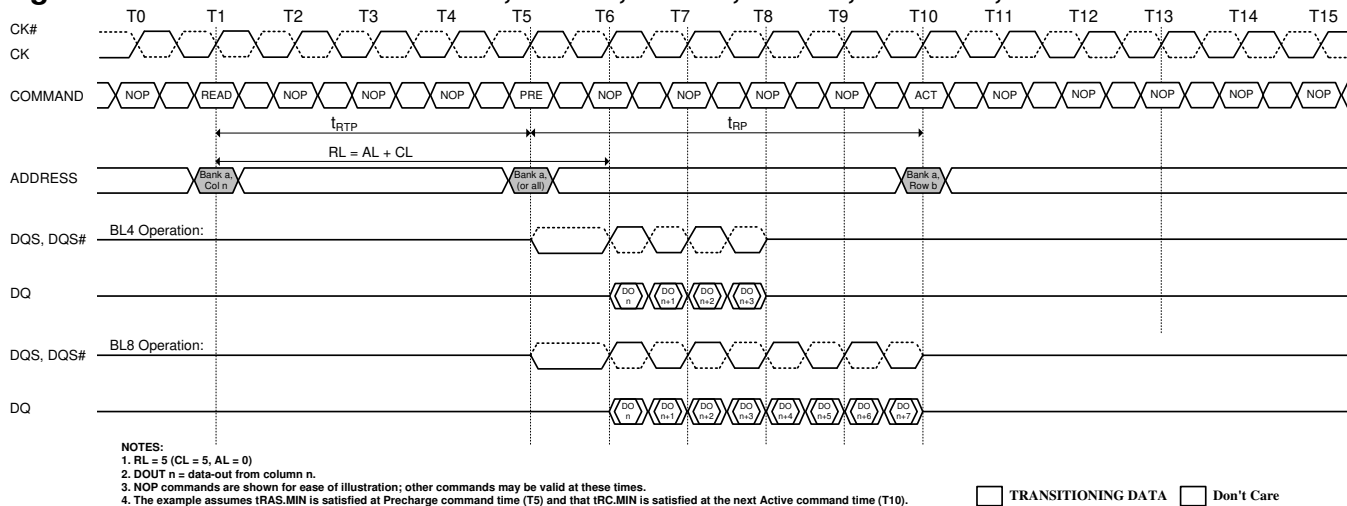 T0 T1 T2 T3 T4 T5 T6 T7 T8 T9 T10 T11 T12 T13 T14 T15
CK#
CK
COMMAND NOP READ NOP NOP NOP PRE NOP NOP NOP NOP ACT NOP NOP NOP NOP NOP
tRTP tRP
RL = AL + CL
ADDRESS Bank a, Col n Bank a, (or all) Bank a, Row b
BL4 Operation:
DQS, DQS#
DQ DO n DO n+1 DO n+2 DO n+3
BL8 Operation:
DQS, DQS#
DQ DO n DO n+1 DO n+2 DO n+3 DO n+4 DO n+5 DO n+6 DO n+7
NOTES:
1. RL = 5 (CL = 5, AL = 0)
2. DOUT n = data-out from column n.
3. NOP commands are shown for ease of illustration; other commands may be valid at these times.
4. The example assumes tRAS.MIN is satisfied at Precharge command time (T5) and that tRC.MIN is satisfied at the next Active command time (T10).
TRANSITIONING DATA Don't Care